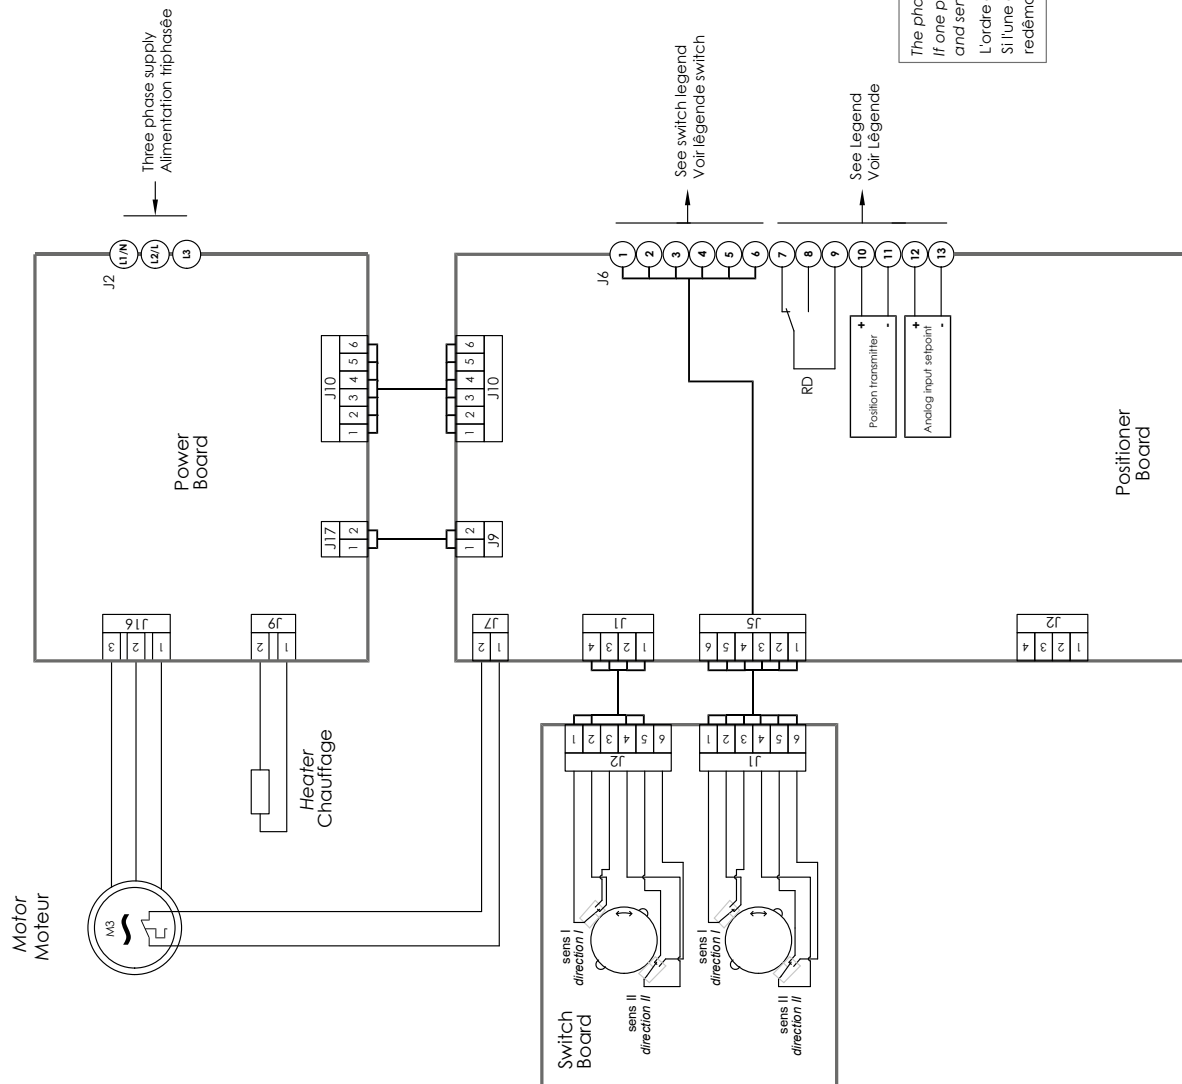 Three phase supply
Alimentation triphasée
L1/N
L2/L
L3
J2
Power
Board
J16
3
2
1
J9
2
1
J17
1 2
J10
1 2 3 4 5 6
Motor
Moteur
M3
Heater
Chauffage
See switch legend
Voir légende switch
See Legend
Voir Légende
J6
1
2
3
4
5
6
7
8
9
10
11
12
13
RD
Position transmitter
+
-
Analog input setpoint
+
-
Positioner
Board
J9
1 2
J10
1 2 3 4 5 6
J7
2
1
J1
4
3
2
1
J5
6
5
4
3
2
1
J2
4
3
2
1
Switch
Board
J2
1
2
3
4
5
6
J1
1
2
3
4
5
6
sens I
direction I
sens II
direction II
sens I
direction I
sens II
direction II
The
If one
and
L'ordre
Si l'une